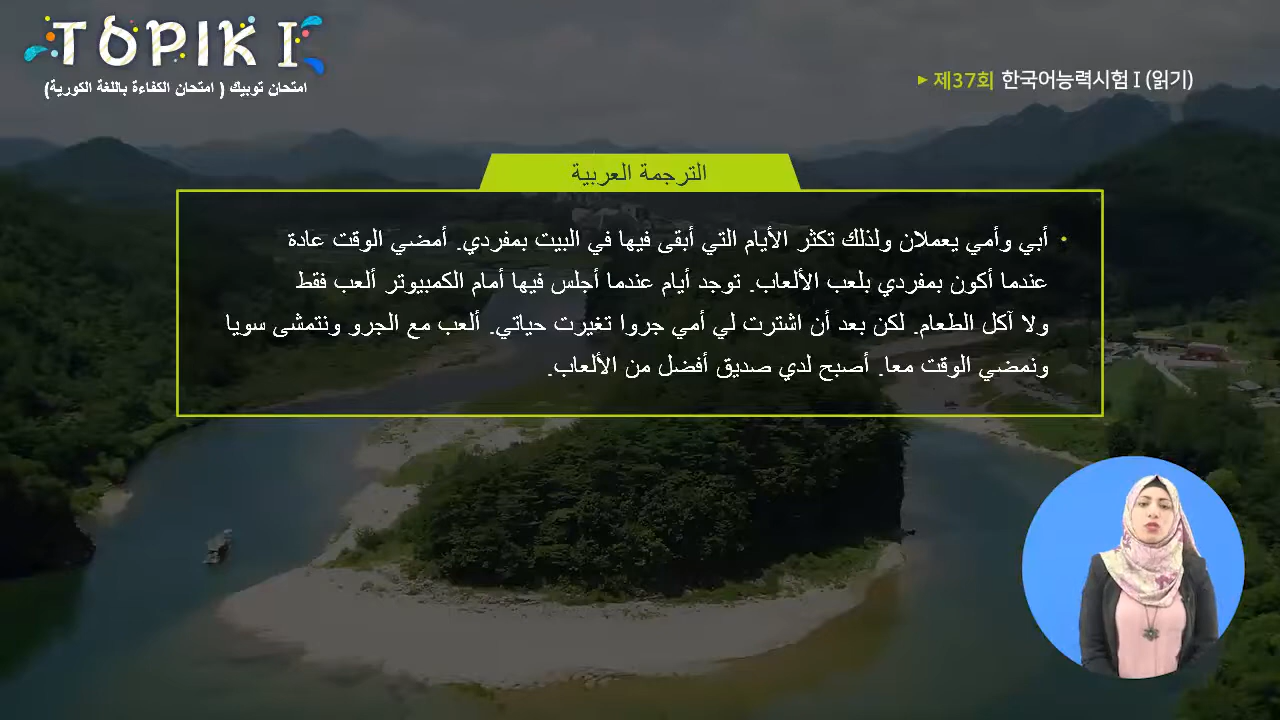 TOPIK I
امتحان توبيك ( امتحان الكفاءة باللغة الكورية)
▶ 제37회 한국어능력시험 I (읽기)
الترجمة العربية
• أبي وأمي يعملان ولذلك تكثر الأيام التي أبقى فيها في البيت بمفردي. أمضي الوقت عادة
عندما أكون بمفردي بلعب الألعاب. توجد أيام عندما أجلس فيها أمام الكمبيوتر ألعب فقط
ولا آكل الطعام. لكن بعد أن اشترت لي أمي جروا تغيرت حياتي. ألعب مع الجرو ونتمشى سويا
ونمضي الوقت معا. أصبح لدي صديق أفضل من الألعاب.